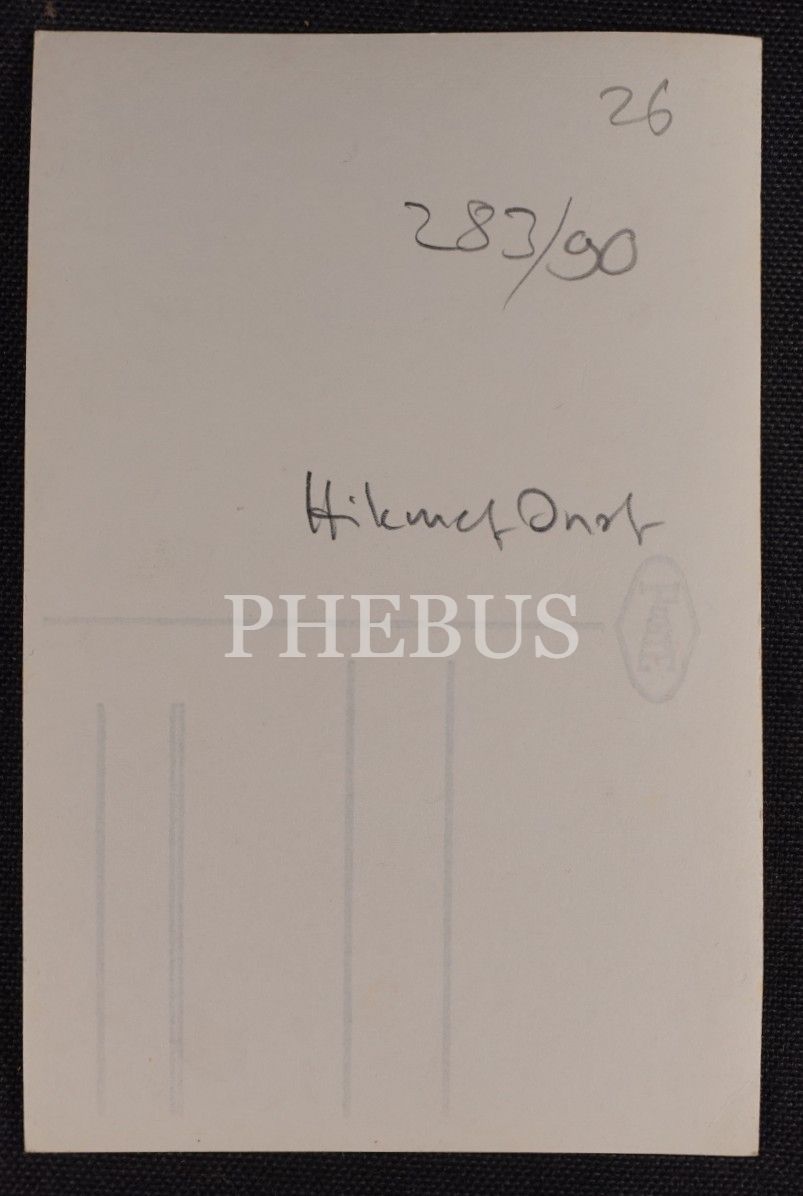 26
283/90
Hikmet Onat
PHEBUS